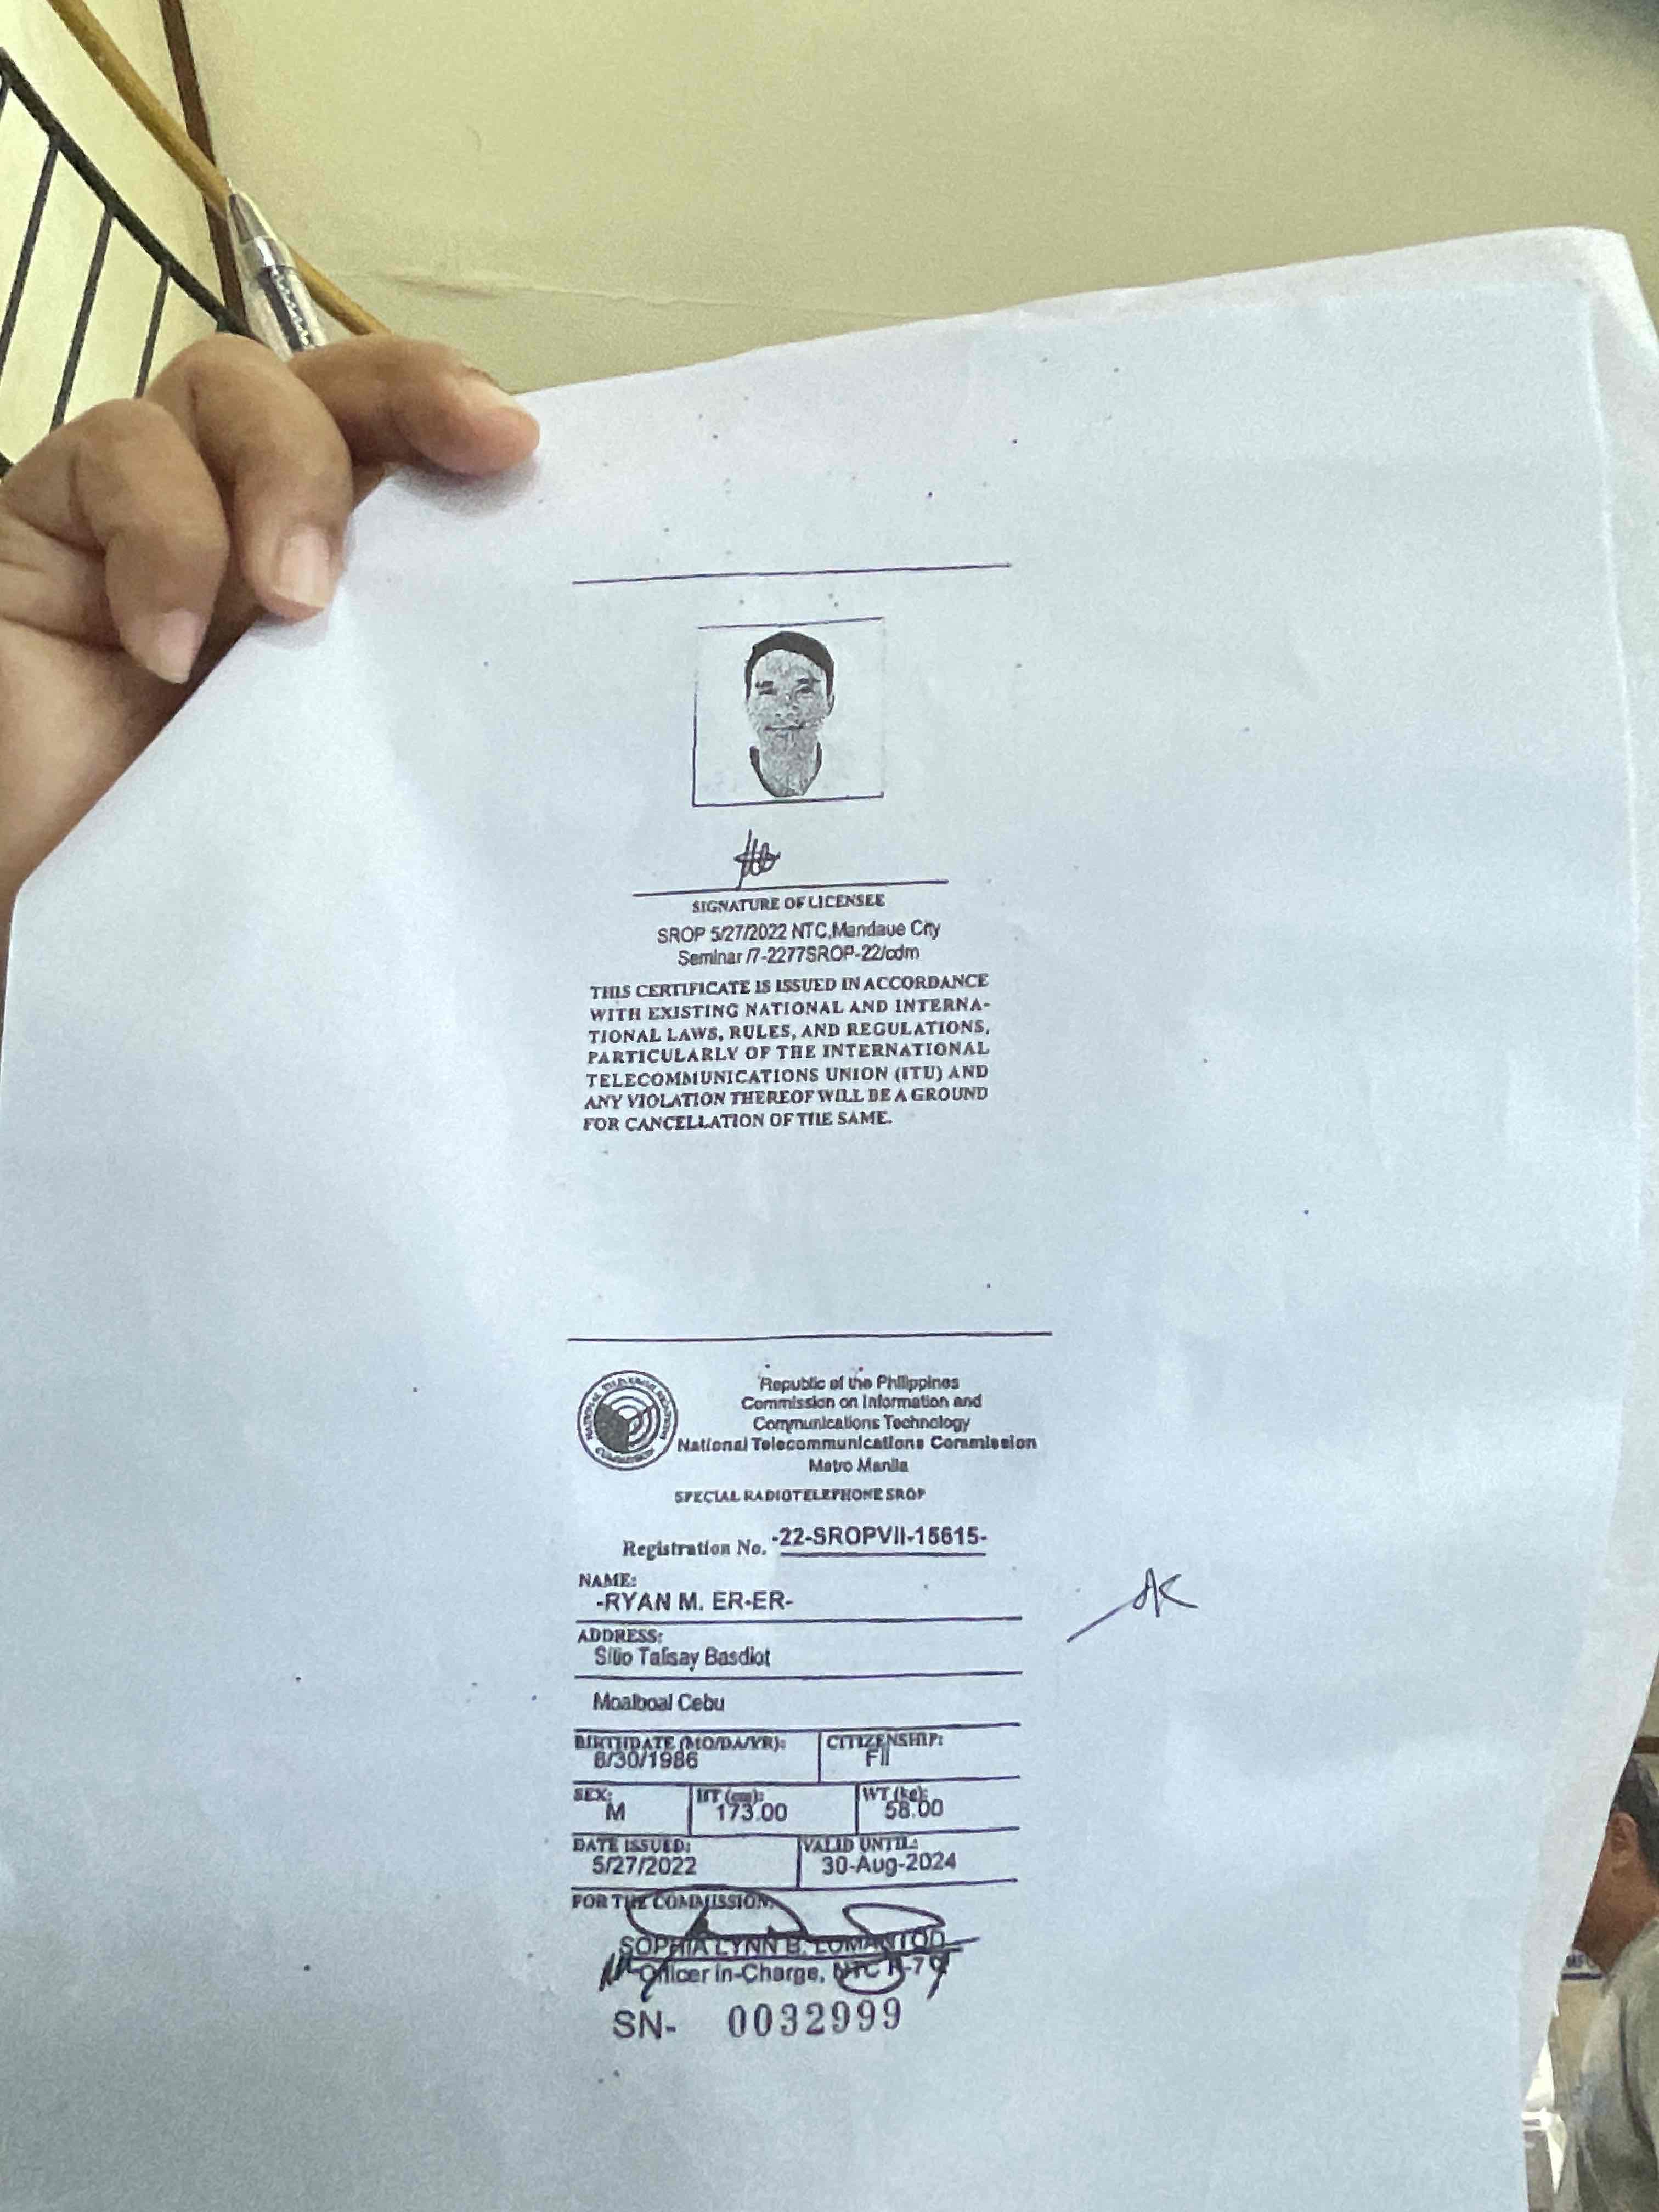 SIGNATURE OF LICENSEE
SROP 5/27/2022 NTC,Mandaue City
Seminar /7-2277SROP-22/cdm
THIS CERTIFICATE IS ISSUED IN ACCORDANCE
WITH EXISTING NATIONAL AND INTERNA-
TIONAL LAWS, RULES, AND REGULATIONS,
PARTICULARLY OF THE INTERNATIONAL
TELECOMMUNICATIONS UNION (ITU) AND
ANY VIOLATION THEREOF WILL BE A GROUND
FOR CANCELLATION OF THE SAME.
Republic of the Philippines
Commission on Information and
Communications Technology
National Telecommunications Commission
Metro Manila
SPECIAL RADIOTELEPHONE SROP
Registration No. -22-SROPVII-15615-
NAME:
-RYAN M. ER-ER-
ADDRESS:
Sitio Talisay Basdiot
Moalboal Cebu
BIRTHDATE (MO/DA/YR): CITIZENSHIP:
8/30/1986 Fil
SEX: HT (cm): WT (kg):
M 173.00 58.00
DATE ISSUED: VALID UNTIL:
5/27/2022 30-Aug-2024
FOR THE COMMISSION:
SOPHIA LYNN B. LOMANTOD
Officer In-Charge, NTC R-7
SN- 0032999